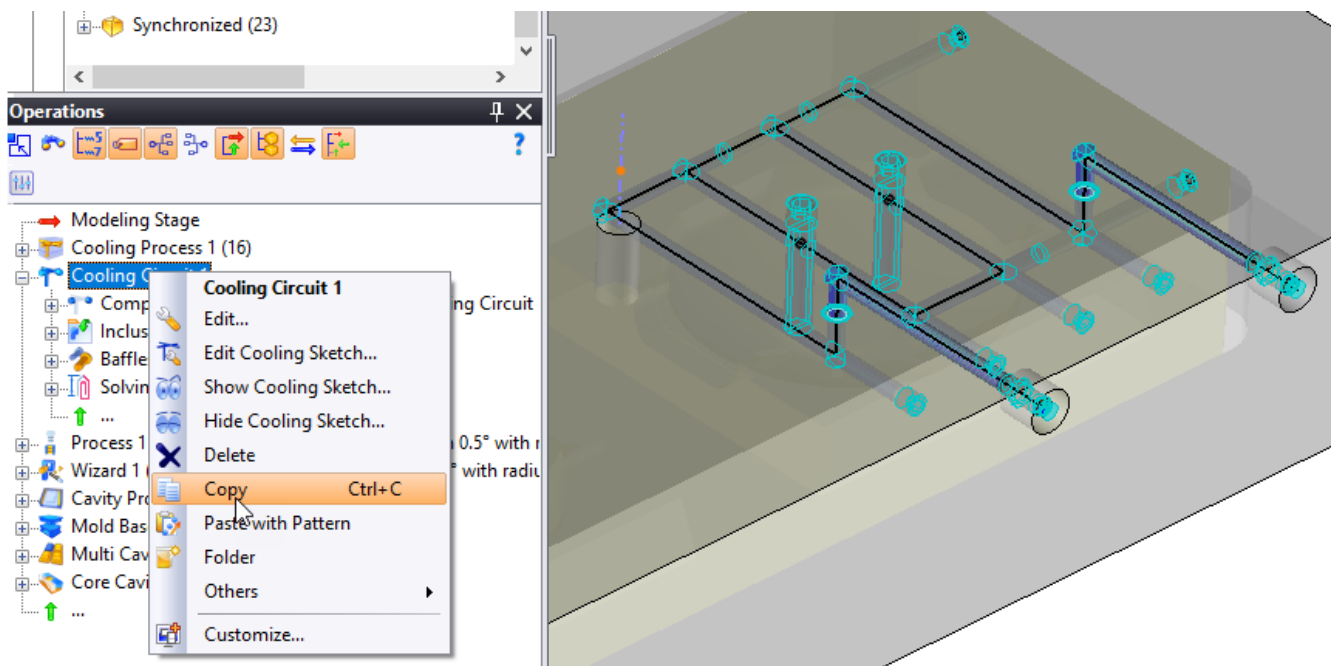 Synchronized (23)
Operations
Modeling Stage
Cooling Process 1 (16)
Cooling Circuit 1
Comp
ng Circuit
Inclus
Baffle
Solvin
...
Process 1
0.5° with r
Wizard 1 (
° with radiu
Cavity Pro
Mold Bas
Multi Cav
Core Cavi
...
Cooling Circuit 1
Edit...
Edit Cooling Sketch...
Show Cooling Sketch...
Hide Cooling Sketch...
Delete
Copy Ctrl+C
Paste with Pattern
Folder
Others
Customize...